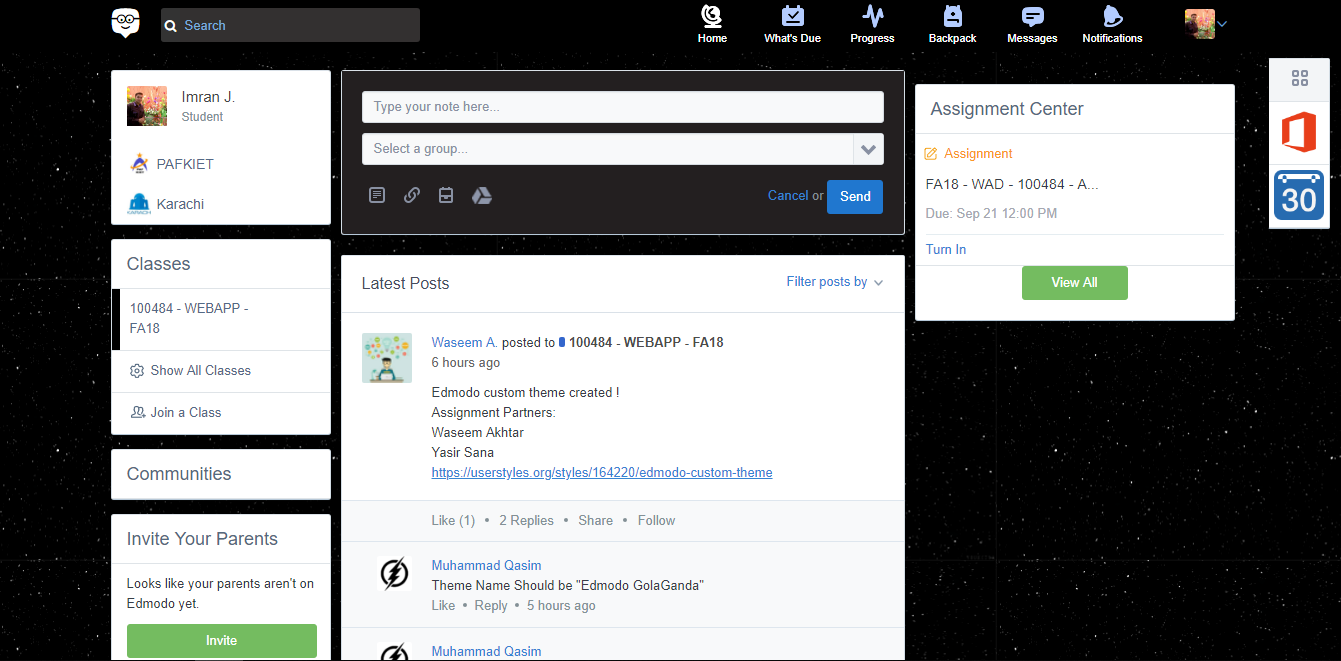 Search
Home
What's Due
Progress
Backpack
Messages
Notifications
Imran J.
Student
PAFKIET
KARACHI
Karachi
Classes
100484 - WEBAPP -
FA18
Show All Classes
Join a Class
Communities
Invite Your Parents
Looks like your parents aren't on
Edmodo yet.
Invite
Type your note here...
Select a group...
Cancel or
Send
Latest Posts
Filter posts by
Waseem A. posted to 100484 - WEBAPP - FA18
6 hours ago
Edmodo custom theme created !
Assignment Partners:
Waseem Akhtar
Yasir Sana
https://userstyles.org/styles/164220/edmodo-custom-theme
Like (1) • 2 Replies • Share • Follow
Muhammad Qasim
Theme Name Should be "Edmodo GolaGanda"
Like • Reply • 5 hours ago
Muhammad Qasim
Assignment Center
Assignment
FA18 - WAD - 100484 - A...
Due: Sep 21 12:00 PM
Turn In
View All
30